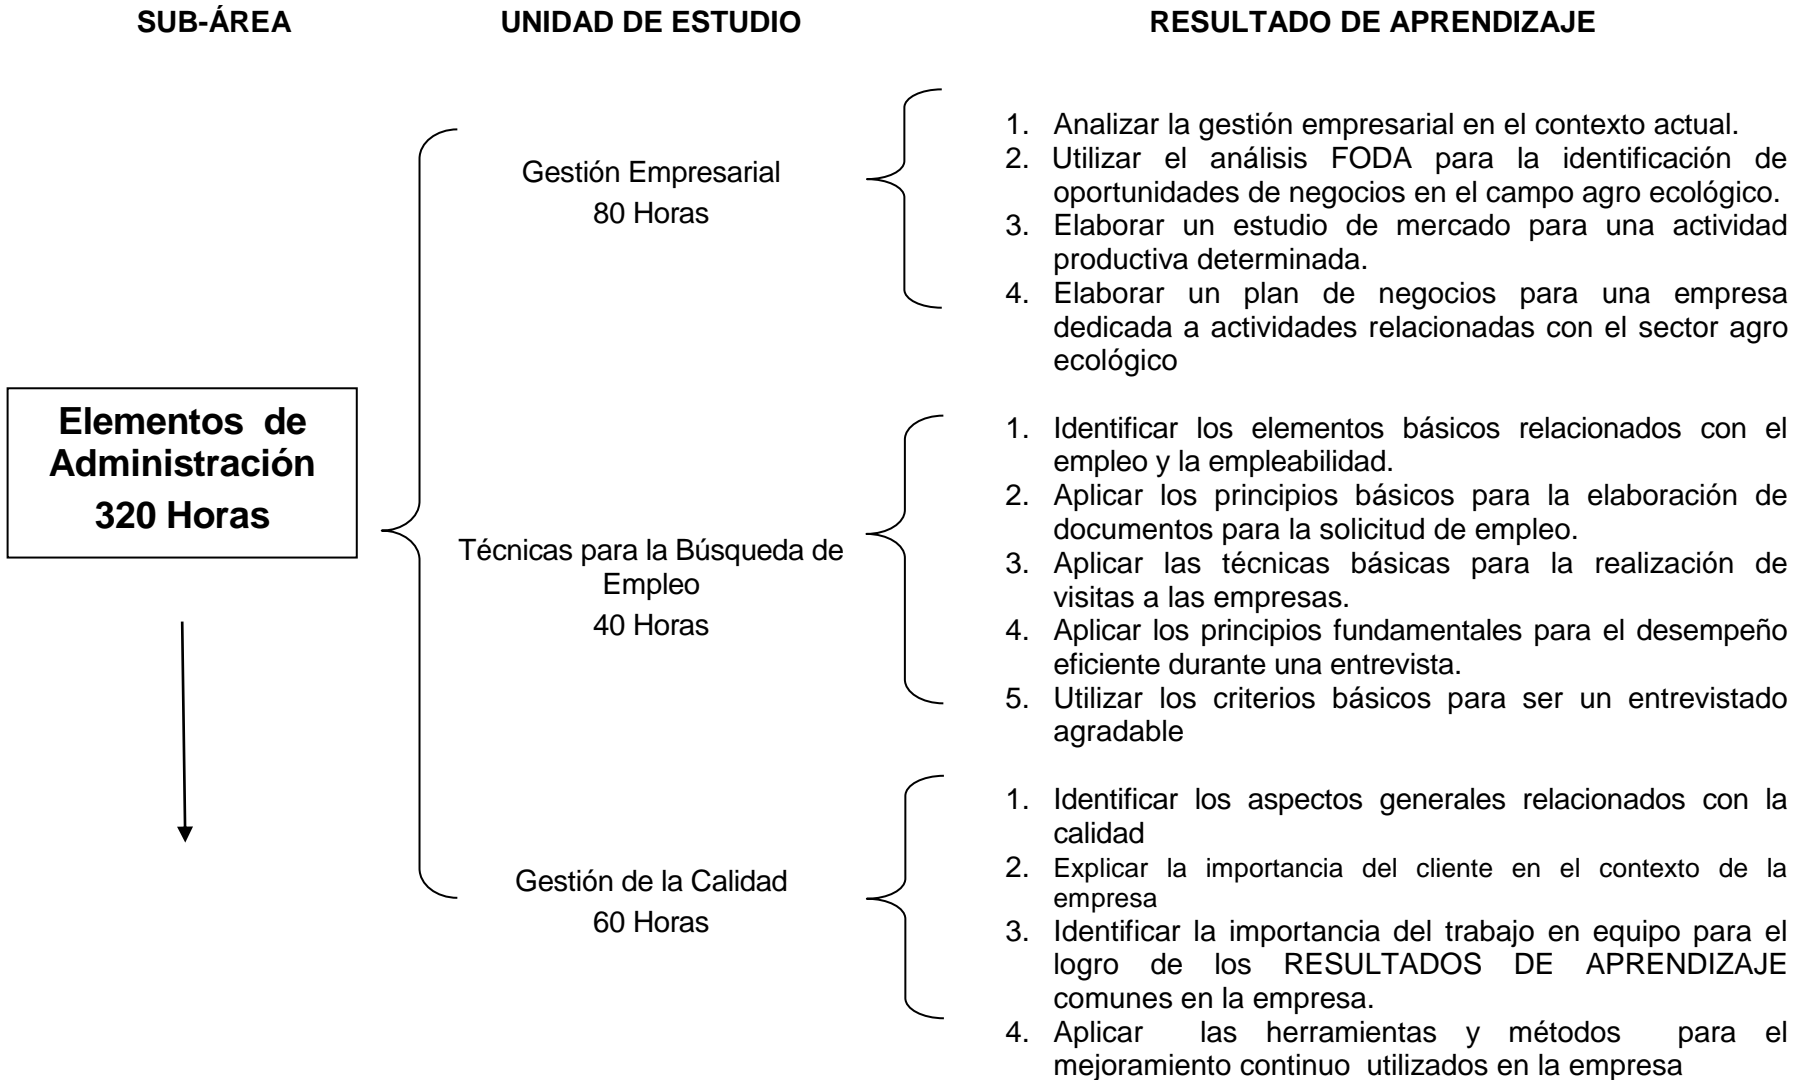 SUB-ÁREA UNIDAD DE ESTUDIO RESULTADO DE APRENDIZAJE
Elementos de
Administración
320 Horas
Gestión Empresarial
80 Horas
1. Analizar la gestión empresarial en el contexto actual.
2. Utilizar el análisis FODA para la identificación de
oportunidades de negocios en el campo agro ecológico.
3. Elaborar un estudio de mercado para una actividad
productiva determinada.
4. Elaborar un plan de negocios para una empresa
dedicada a actividades relacionadas con el sector agro
ecológico
Técnicas para la Búsqueda de
Empleo
40 Horas
1. Identificar los elementos básicos relacionados con el
empleo y la empleabilidad.
2. Aplicar los principios básicos para la elaboración de
documentos para la solicitud de empleo.
3. Aplicar las técnicas básicas para la realización de
visitas a las empresas.
4. Aplicar los principios fundamentales para el desempeño
eficiente durante una entrevista.
5. Utilizar los criterios básicos para ser un entrevistado
agradable
Gestión de la Calidad
60 Horas
1. Identificar los aspectos generales relacionados con la
calidad
2. Explicar la importancia del cliente en el contexto de la
empresa
3. Identificar la importancia del trabajo en equipo para el
logro de los RESULTADOS DE APRENDIZAJE
comunes en la empresa.
4. Aplicar las herramientas y métodos para el
mejoramiento continuo utilizados en la empresa